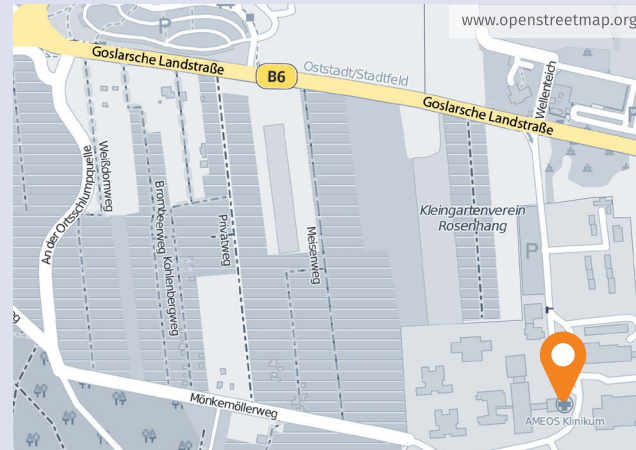 www.openstreetmap.org
Goslarsche Landstraße
B6
Oststadt/Stadtfeld
Goslarsche Landstraße
Wellenteich
P
An der Ortsschlumpquelle
Weißdornweg
Brombeerweg
Kohlenbergweg
Privatweg
Meisenweg
Kleingartenverein
Rosenhang
P
Mönkemöllerweg
AMEOS Klinikum